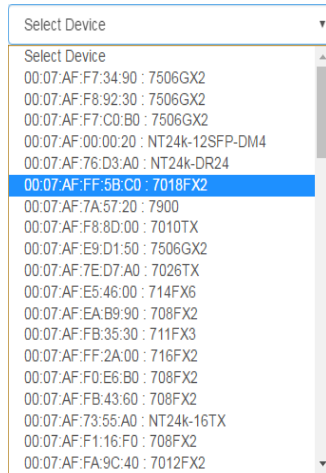 Select Device
Select Device
00:07:AF:F7:34:90 : 7506GX2
00:07:AF:F8:92:30 : 7506GX2
00:07:AF:F7:C0:B0 : 7506GX2
00:07:AF:00:00:20 : NT24k-12SFP-DM4
00:07:AF:76:D3:A0 : NT24k-DR24
00:07:AF:FF:5B:C0 : 7018FX2
00:07:AF:7A:57:20 : 7900
00:07:AF:F8:8D:00 : 7010TX
00:07:AF:E9:D1:50 : 7506GX2
00:07:AF:7E:D7:A0 : 7026TX
00:07:AF:E5:46:00 : 714FX6
00:07:AF:EA:B9:90 : 708FX2
00:07:AF:FB:35:30 : 711FX3
00:07:AF:FF:2A:00 : 716FX2
00:07:AF:F0:E6:B0 : 708FX2
00:07:AF:FB:43:60 : 708FX2
00:07:AF:73:55:A0 : NT24k-16TX
00:07:AF:F1:16:F0 : 708FX2
00:07:AF:FA:9C:40 : 7012FX2